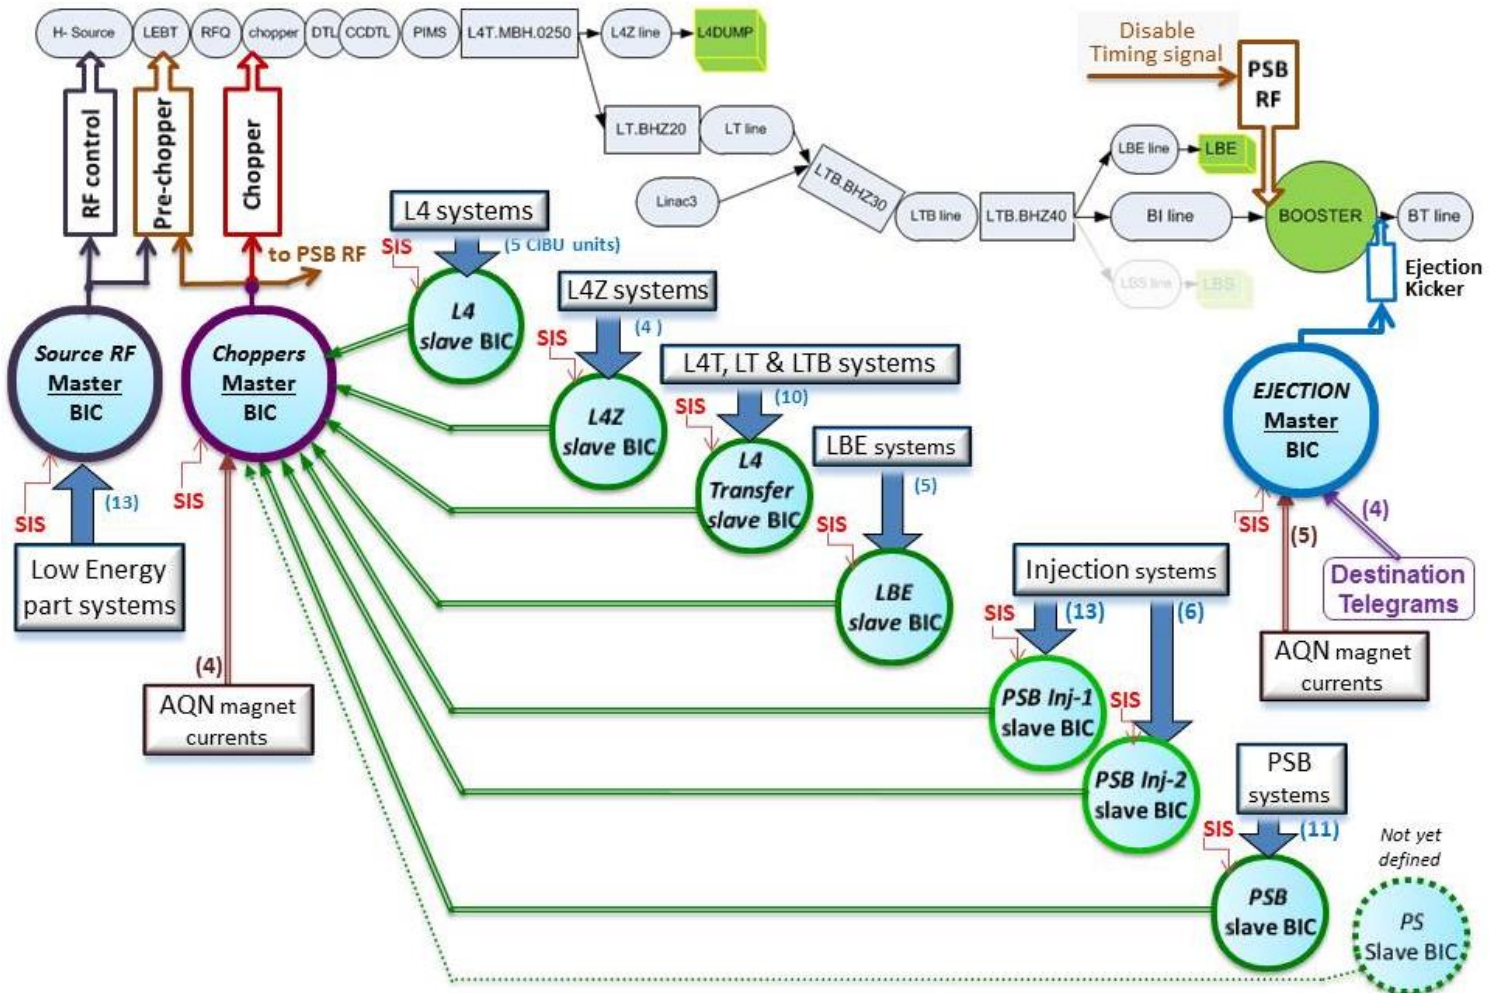 H- Source
LEBT
RFQ
chopper
DTL
CCDTL
PIMS
L4T.MBH.0250
L4Z line
L4DUMP
Disable
Timing signal
PSB
RF
RF control
Pre-chopper
Chopper
LT.BHZ20
LT line
Linac3
LTB.BHZ30
LTB line
LTB.BHZ40
LBE line
LBE
BI line
BOOSTER
BT line
LBS line
LBS
Ejection
Kicker
to PSB RF
L4 systems
SIS
(5 CIBU units)
L4
slave BIC
L4Z systems
SIS
(4 )
L4Z
slave BIC
L4T, LT & LTB systems
SIS
(10)
L4
Transfer
slave BIC
LBE systems
SIS
(5)
LBE
slave BIC
Source RF
Master
BIC
Choppers
Master
BIC
EJECTION
Master
BIC
SIS
(13)
Low Energy
part systems
SIS
(4)
AQN magnet
currents
Injection systems
SIS
(13)
(6)
PSB Inj-1
slave BIC
SIS
PSB Inj-2
slave BIC
SIS
(5)
(4)
Destination
Telegrams
AQN magnet
currents
PSB
systems
SIS
(11)
PSB
slave BIC
Not yet
defined
PS
Slave BIC